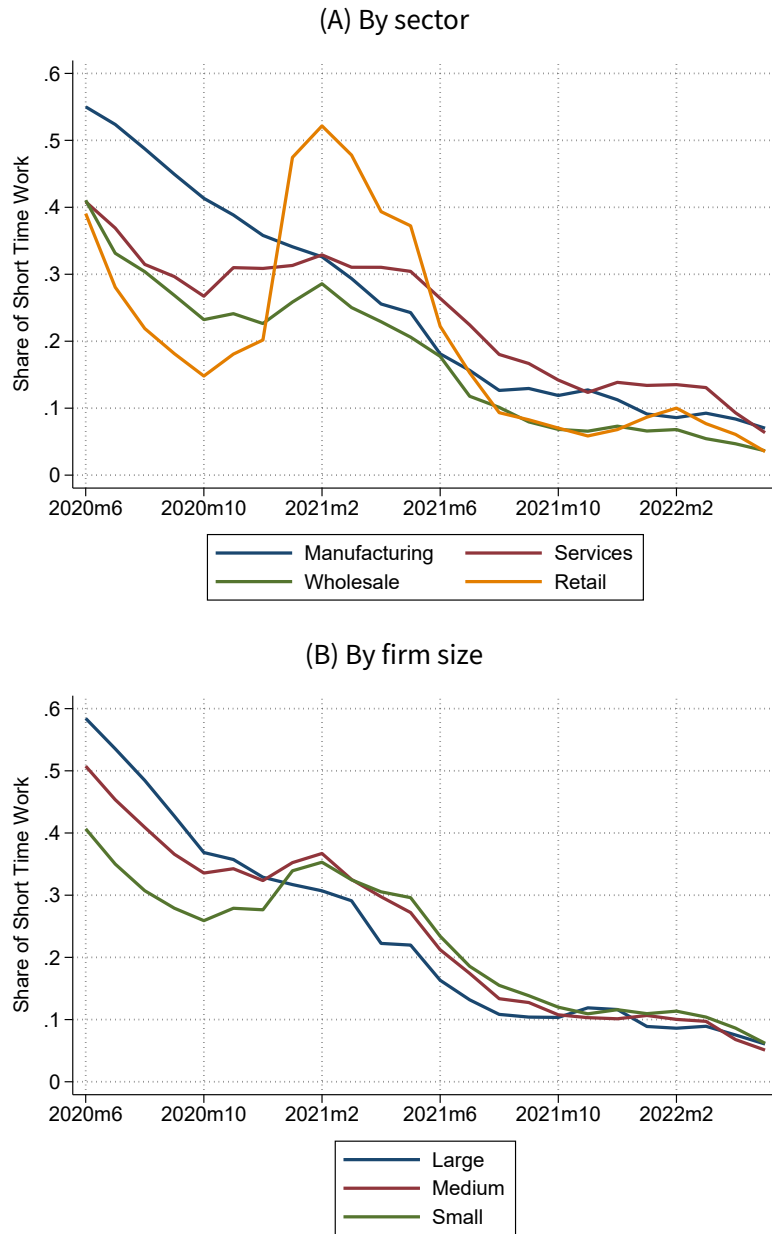 (A) By sector
Share of Short Time Work
.6
.5
.4
.3
.2
.1
0
2020m6 2020m10 2021m2 2021m6 2021m10 2022m2
Manufacturing Services
Wholesale Retail
(B) By firm size
Share of Short Time Work
.6
.5
.4
.3
.2
.1
0
2020m6 2020m10 2021m2 2021m6 2021m10 2022m2
Large
Medium
Small